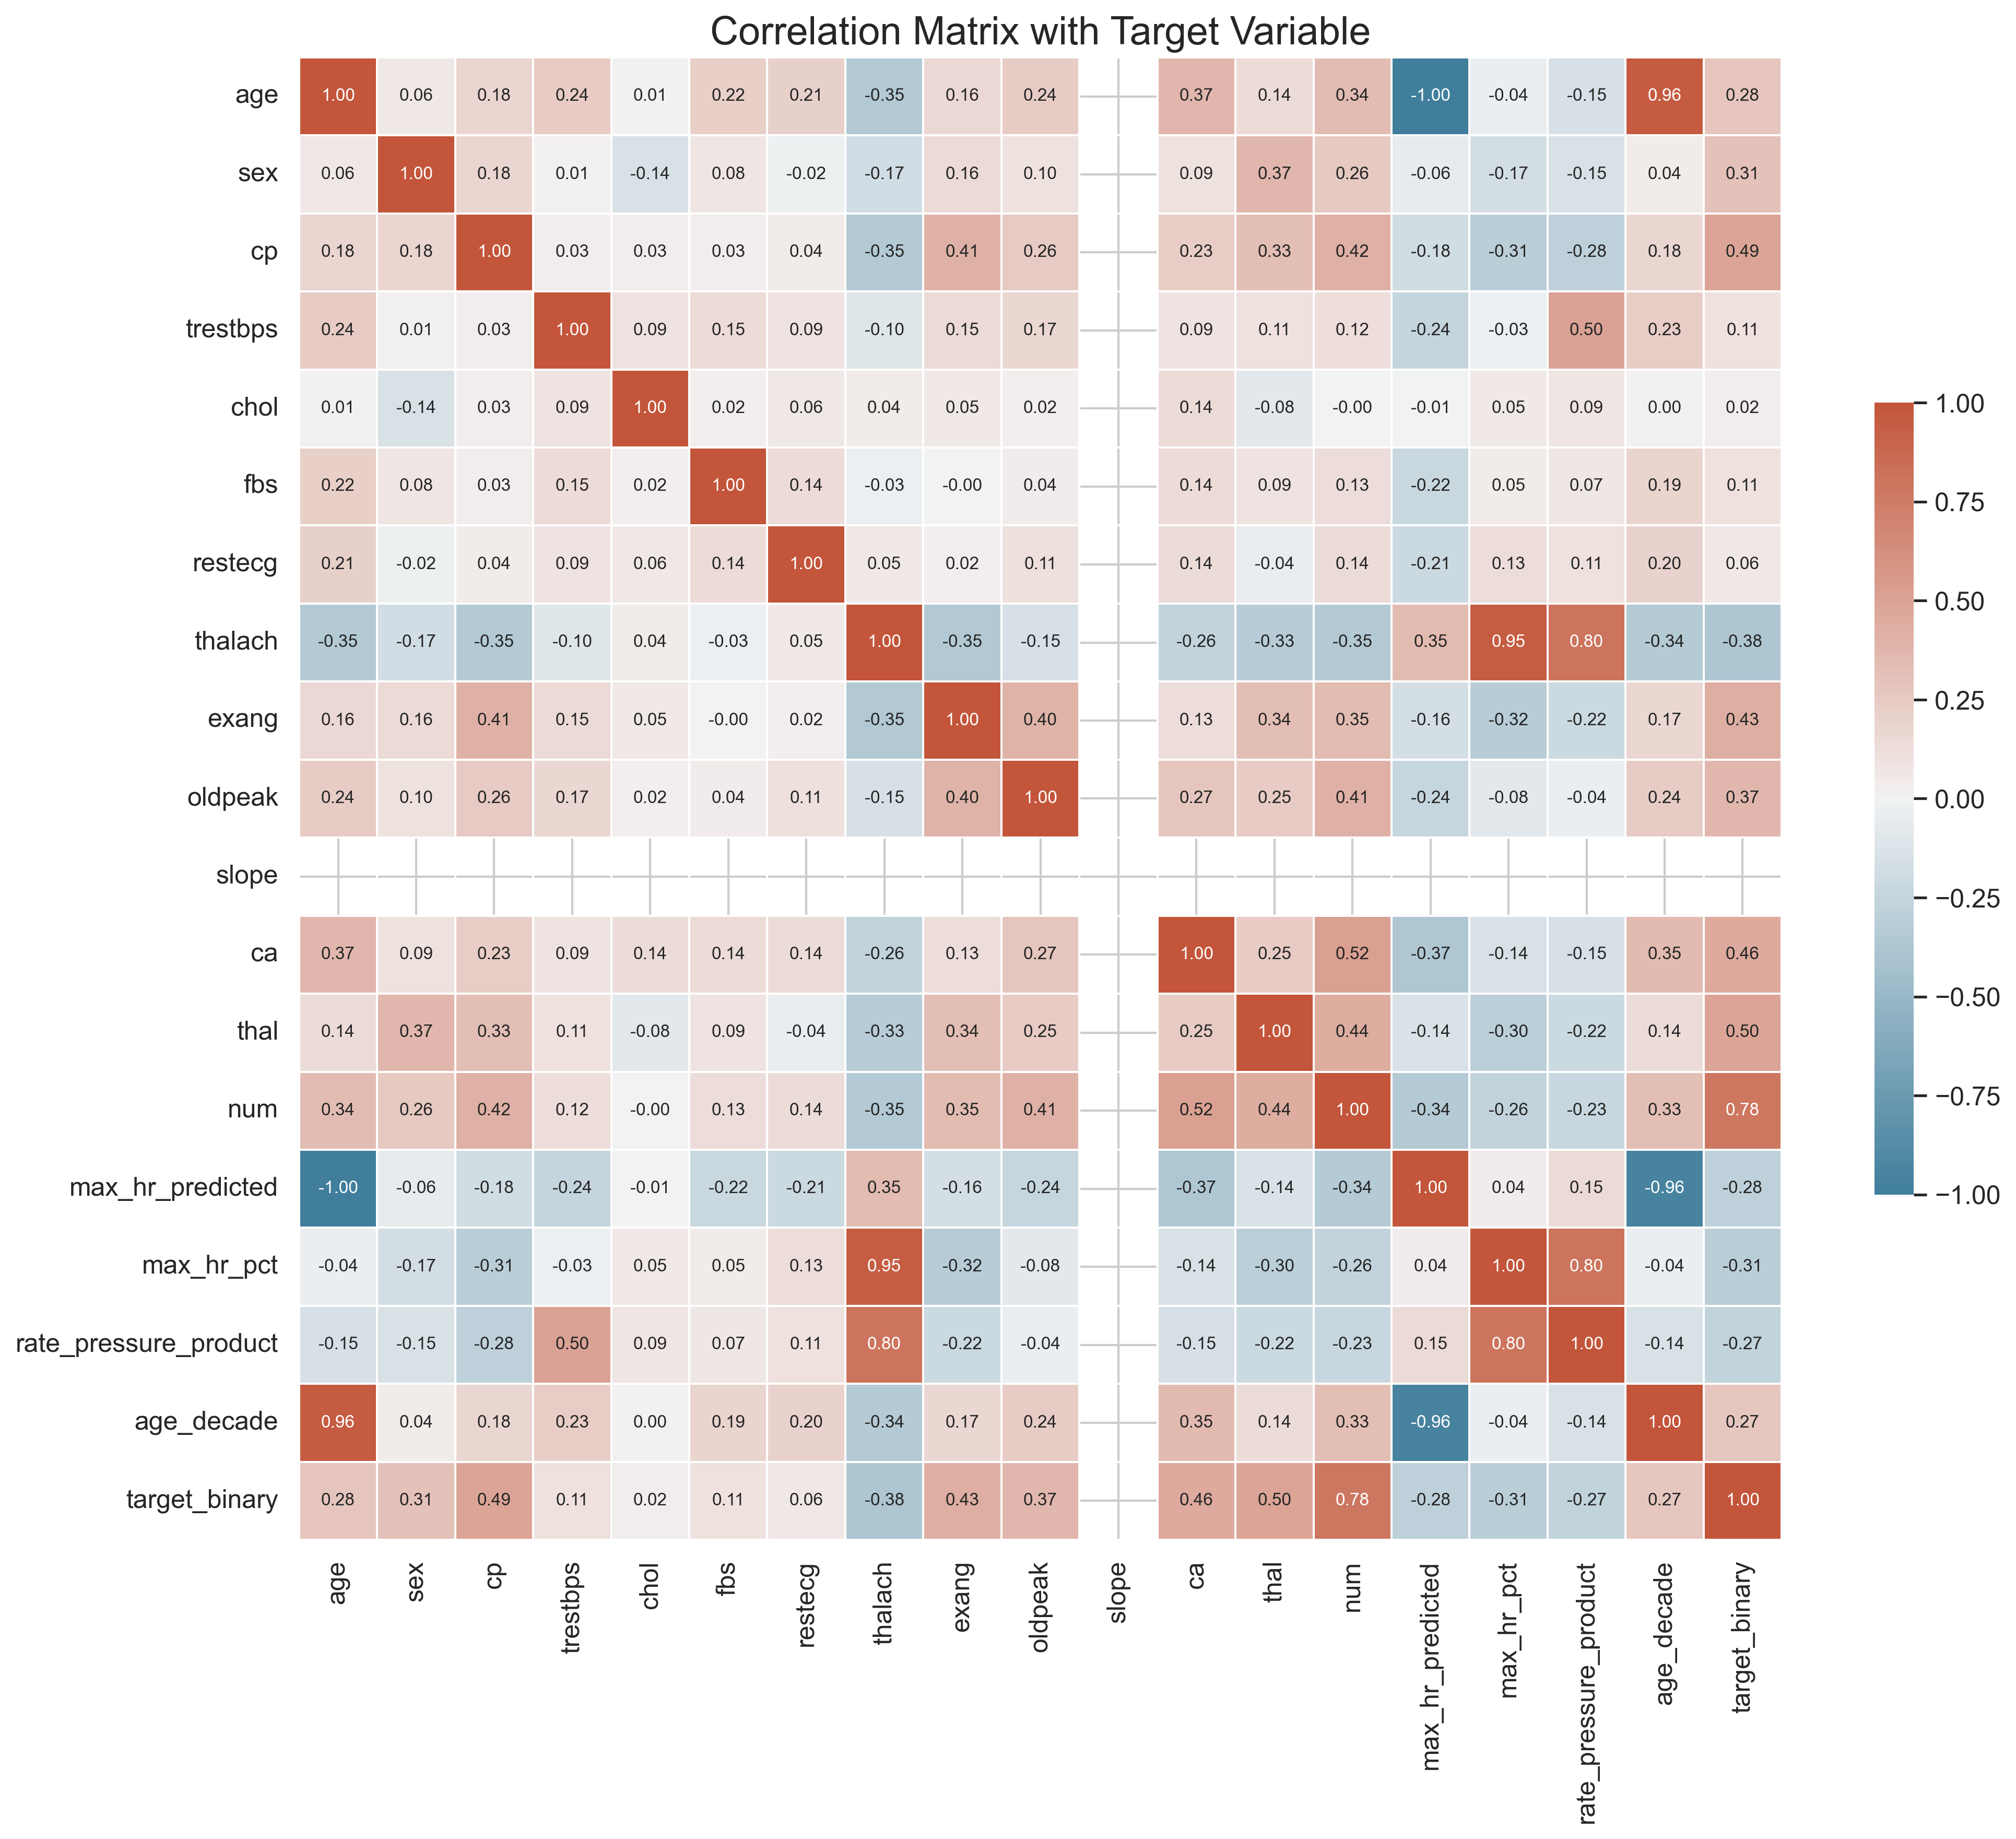 Correlation Matrix with Target Variable
age 1.00 0.06 0.18 0.24 0.01 0.22 0.21 -0.35 0.16 0.24 0.37 0.14 0.34 -1.00 -0.04 -0.15 0.96 0.28
sex 0.06 1.00 0.18 0.01 -0.14 0.08 -0.02 -0.17 0.16 0.10 0.09 0.37 0.26 -0.06 -0.17 -0.15 0.04 0.31
cp 0.18 0.18 1.00 0.03 0.03 0.03 0.04 -0.35 0.41 0.26 0.23 0.33 0.42 -0.18 -0.31 -0.28 0.18 0.49
trestbps 0.24 0.01 0.03 1.00 0.09 0.15 0.09 -0.10 0.15 0.17 0.09 0.11 0.12 -0.24 -0.03 0.50 0.23 0.11
chol 0.01 -0.14 0.03 0.09 1.00 0.02 0.06 0.04 0.05 0.02 0.14 -0.08 -0.00 -0.01 0.05 0.09 0.00 0.02
fbs 0.22 0.08 0.03 0.15 0.02 1.00 0.14 -0.03 -0.00 0.04 0.14 0.09 0.13 -0.22 0.05 0.07 0.19 0.11
restecg 0.21 -0.02 0.04 0.09 0.06 0.14 1.00 0.05 0.02 0.11 0.14 -0.04 0.14 -0.21 0.13 0.11 0.20 0.06
thalach -0.35 -0.17 -0.35 -0.10 0.04 -0.03 0.05 1.00 -0.35 -0.15 -0.26 -0.33 -0.35 0.35 0.95 0.80 -0.34 -0.38
exang 0.16 0.16 0.41 0.15 0.05 -0.00 0.02 -0.35 1.00 0.40 0.13 0.34 0.35 -0.16 -0.32 -0.22 0.17 0.43
oldpeak 0.24 0.10 0.26 0.17 0.02 0.04 0.11 -0.15 0.40 1.00 0.27 0.25 0.41 -0.24 -0.08 -0.04 0.24 0.37
slope
ca 0.37 0.09 0.23 0.09 0.14 0.14 0.14 -0.26 0.13 0.27 1.00 0.25 0.52 -0.37 -0.14 -0.15 0.35 0.46
thal 0.14 0.37 0.33 0.11 -0.08 0.09 -0.04 -0.33 0.34 0.25 0.25 1.00 0.44 -0.14 -0.30 -0.22 0.14 0.50
num 0.34 0.26 0.42 0.12 -0.00 0.13 0.14 -0.35 0.35 0.41 0.52 0.44 1.00 -0.34 -0.26 -0.23 0.33 0.78
max_hr_predicted -1.00 -0.06 -0.18 -0.24 -0.01 -0.22 -0.21 0.35 -0.16 -0.24 -0.37 -0.14 -0.34 1.00 0.04 0.15 -0.96 -0.28
max_hr_pct -0.04 -0.17 -0.31 -0.03 0.05 0.05 0.13 0.95 -0.32 -0.08 -0.14 -0.30 -0.26 0.04 1.00 0.80 -0.04 -0.31
rate_pressure_product -0.15 -0.15 -0.28 0.50 0.09 0.07 0.11 0.80 -0.22 -0.04 -0.15 -0.22 -0.23 0.15 0.80 1.00 -0.14 -0.27
age_decade 0.96 0.04 0.18 0.23 0.00 0.19 0.20 -0.34 0.17 0.24 0.35 0.14 0.33 -0.96 -0.04 -0.14 1.00 0.27
target_binary 0.28 0.31 0.49 0.11 0.02 0.11 0.06 -0.38 0.43 0.37 0.46 0.50 0.78 -0.28 -0.31 -0.27 0.27 1.00
age sex cp trestbps chol fbs restecg thalach exang oldpeak slope ca thal num max_hr_predicted max_hr_pct rate_pressure_product age_decade target_binary
1.00
0.75
0.50
0.25
0.00
−0.25
−0.50
−0.75
−1.00